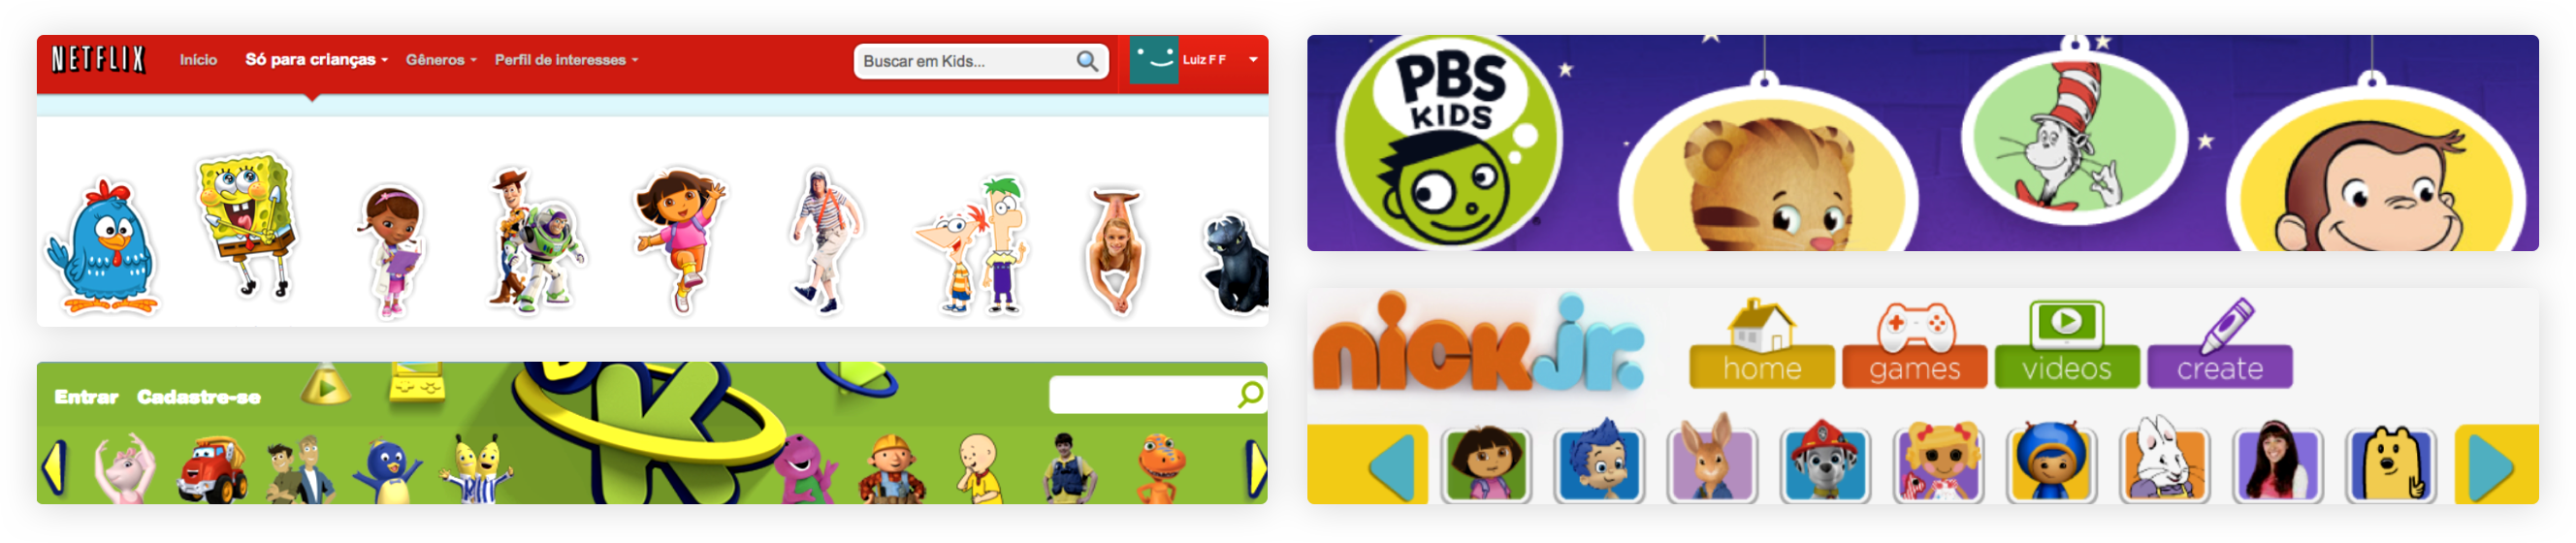 NETFLIX
Início Só para crianças Gêneros Perfil de interesses
Buscar em Kids...
Luiz F F
PBS
KIDS
Entrar Cadastre-se
K
nick jr.
home games videos create